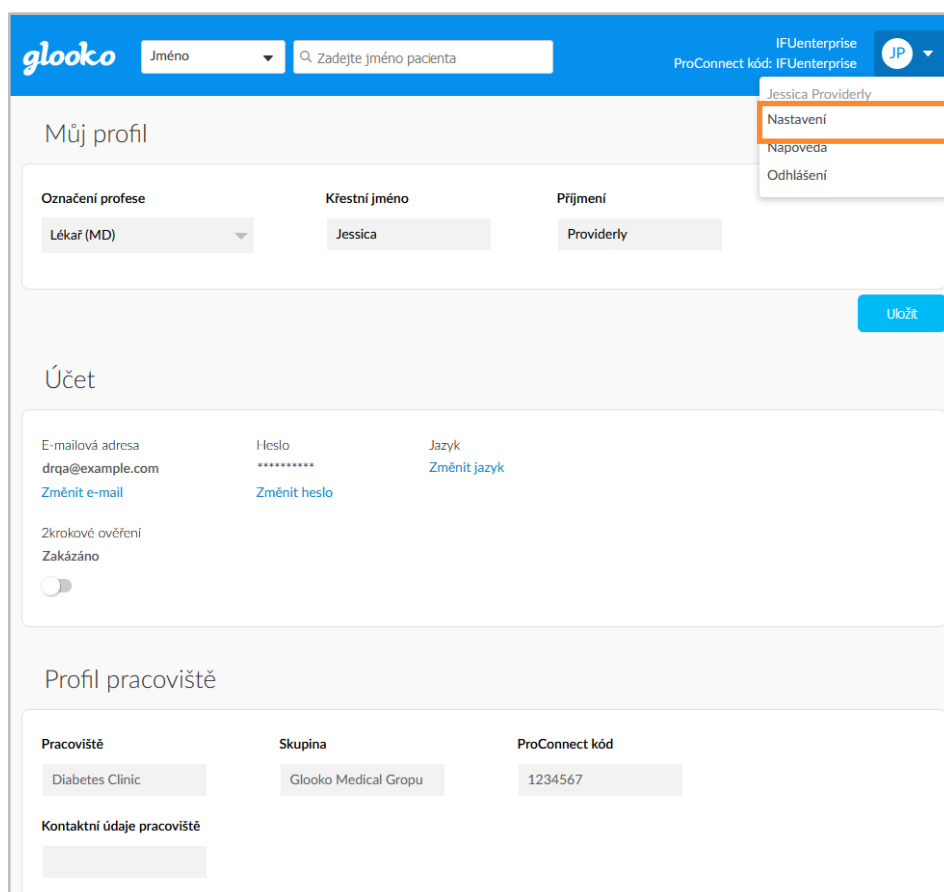 glooko
Jméno
Zadejte jméno pacienta
IFUenterprise
ProConnect kód: IFUenterprise
JP
Jessica Providerly
Nastavení
Nápověda
Odhlášení
Můj profil
Označení profese
Křestní jméno
Příjmení
Lékař (MD)
Jessica
Providerly
Uložit
Účet
E-mailová adresa
Heslo
Jazyk
drqa@example.com
**********
Změnit jazyk
Změnit e-mail
Změnit heslo
2krokové ověření
Zakázáno
Profil pracoviště
Pracoviště
Skupina
ProConnect kód
Diabetes Clinic
Glooko Medical Gropu
1234567
Kontaktní údaje pracoviště